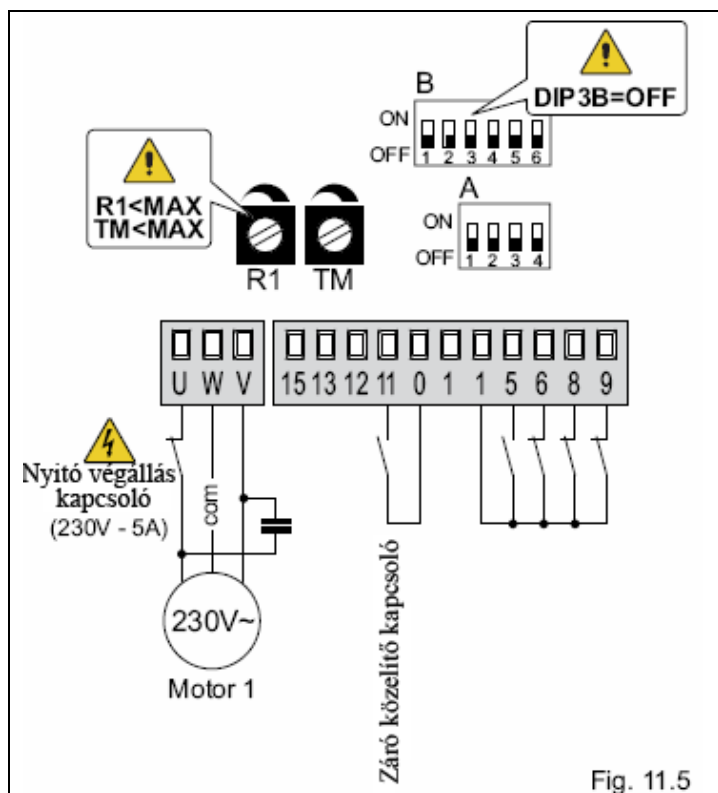 B
DIP3B=OFF
ON
OFF
1 2 3 4 5 6
R1<MAX
TM<MAX
R1 TM
A
ON
OFF
1 2 3 4
U W V
15 13 12 11 0 1 1 5 6 8 9
Nyitó végállás
kapcsoló
(230V - 5A)
com
230V~
Motor 1
Záró közelítő kapcsoló
Fig. 11.5